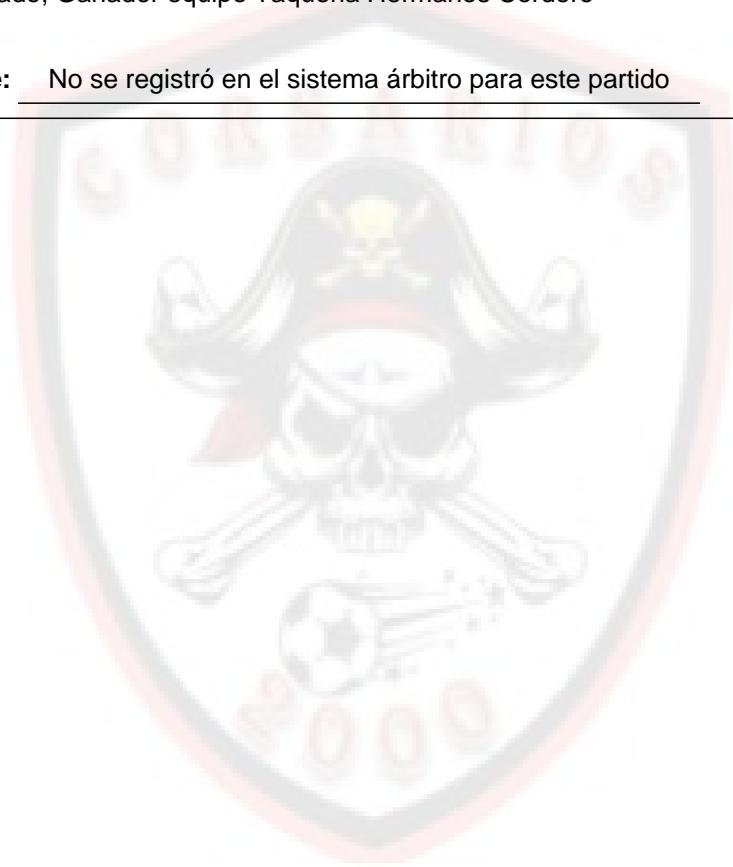 Ganador equipo Taquería Hermanos Cordero
e: No se registró en el sistema árbitro para este partido
CORSARIOS
2000